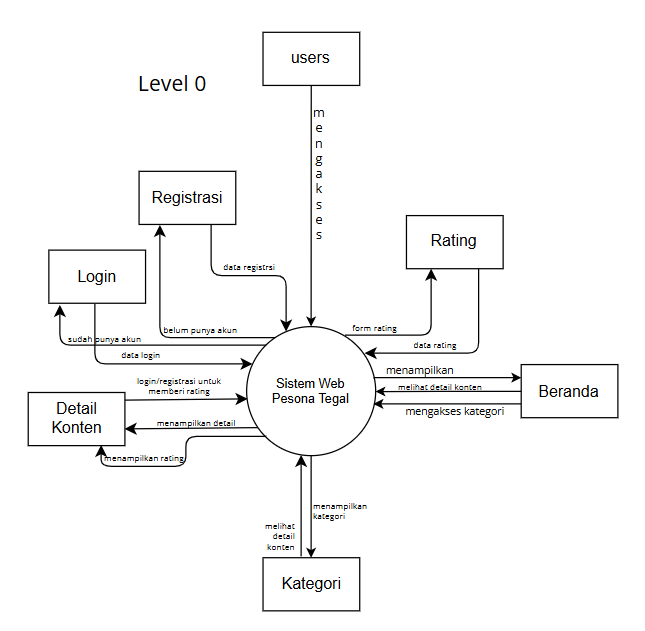 users
Level 0
mengakses
Registrasi
Rating
data registrsi
Login
belum punya akun
form rating
sudah punya akun
data rating
data login
menampilkan
login/registrasi untuk
memberi rating
Sistem Web
Pesona Tegal
melihat detail konten
Beranda
Detail
Konten
mengakses kategori
menampilkan detail
menampilkan rating
menampilkan
kategori
melihat
detail
konten
Kategori